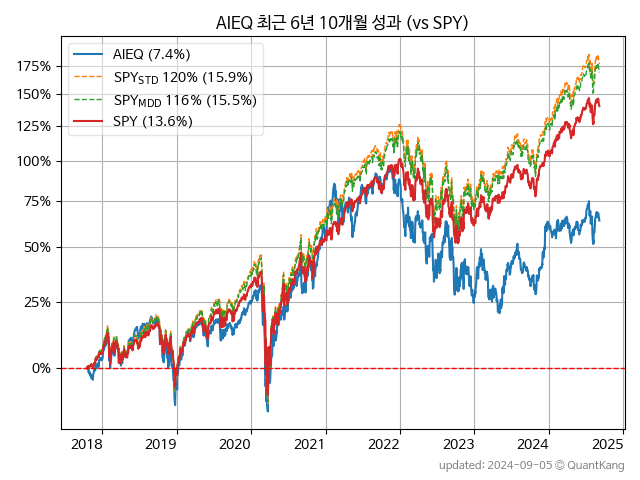 AIEQ 최근 6년 10개월 성과 (vs SPY)
AIEQ (7.4%)
SPY_STD 120% (15.9%)
SPY_MDD 116% (15.5%)
SPY (13.6%)
175%
150%
125%
100%
75%
50%
25%
0%
2018 2019 2020 2021 2022 2023 2024 2025
updated: 2024-09-05 © QuantKang